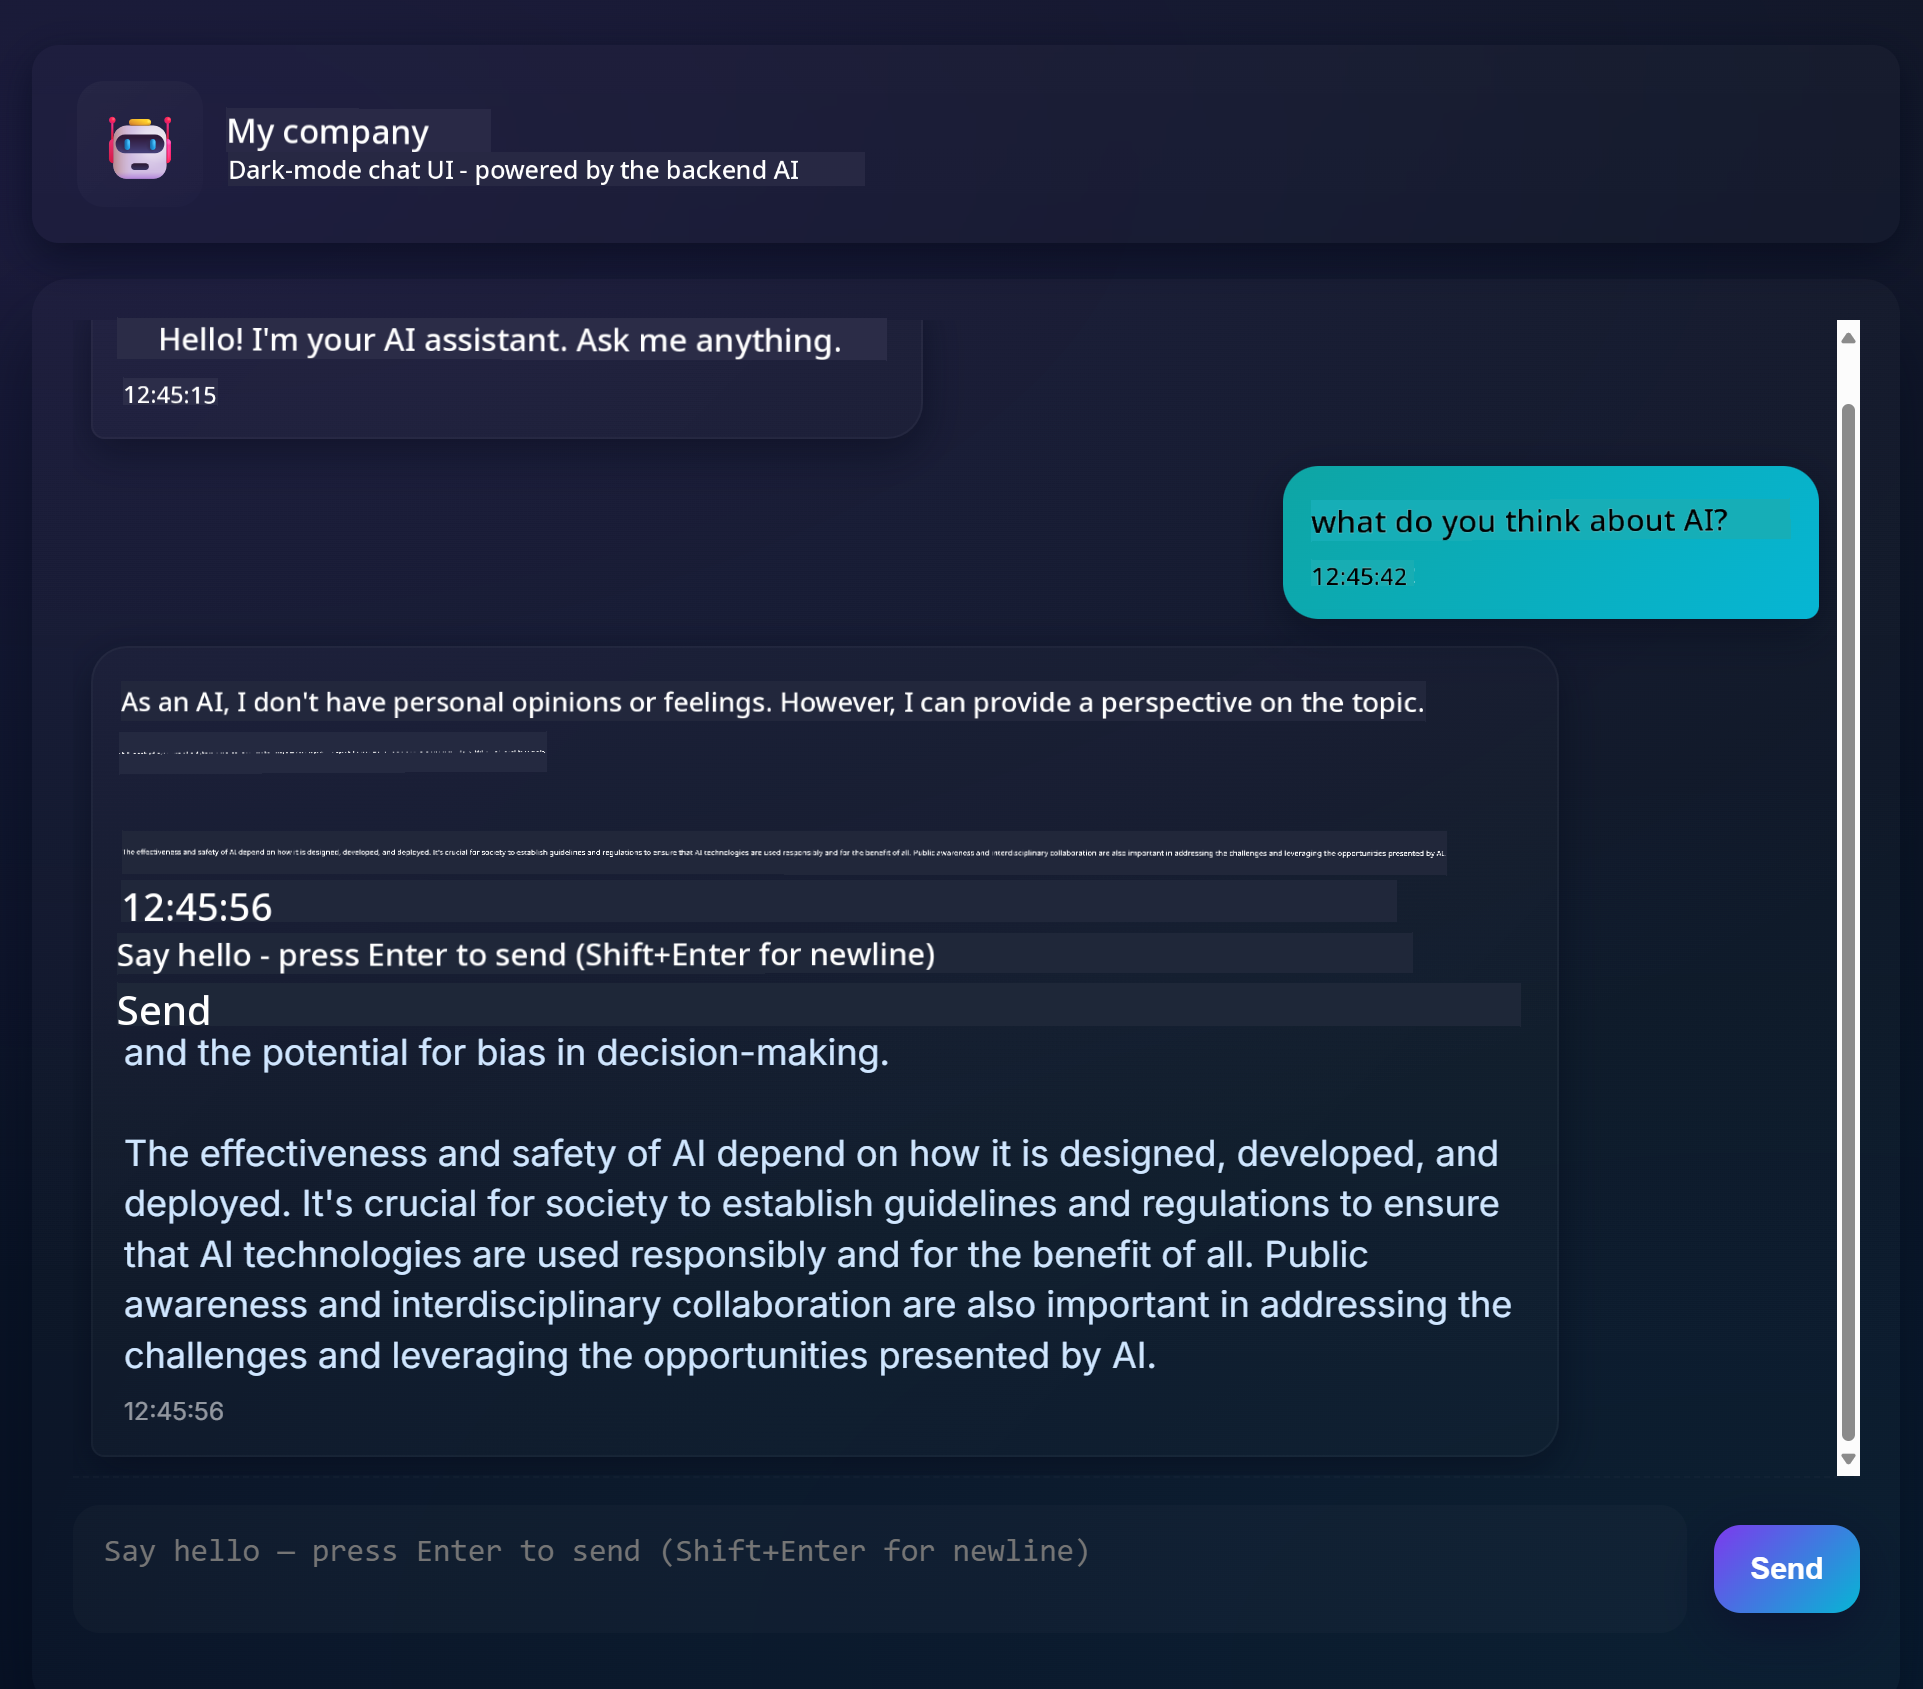 My company
Dark-mode chat UI - powered by the backend AI
Hello! I'm your AI assistant. Ask me anything.
12:45:15
what do you think about AI?
12:45:42
As an AI, I don't have personal opinions or feelings. However, I can provide a perspective on the topic.
The effectiveness and safety of AI depend on how it is designed, developed, and deployed. It's crucial for society to establish guidelines and regulations to ensure that AI technologies are used responsibly and for the benefit of all. Public awareness and interdisciplinary collaboration are also important in addressing the challenges and leveraging the opportunities presented by AI.
12:45:56
Say hello - press Enter to send (Shift+Enter for newline)
Send
and the potential for bias in decision-making.
The effectiveness and safety of AI depend on how it is designed, developed, and
deployed. It's crucial for society to establish guidelines and regulations to ensure
that AI technologies are used responsibly and for the benefit of all. Public
awareness and interdisciplinary collaboration are also important in addressing the
challenges and leveraging the opportunities presented by AI.
12:45:56
Say hello — press Enter to send (Shift+Enter for newline)
Send